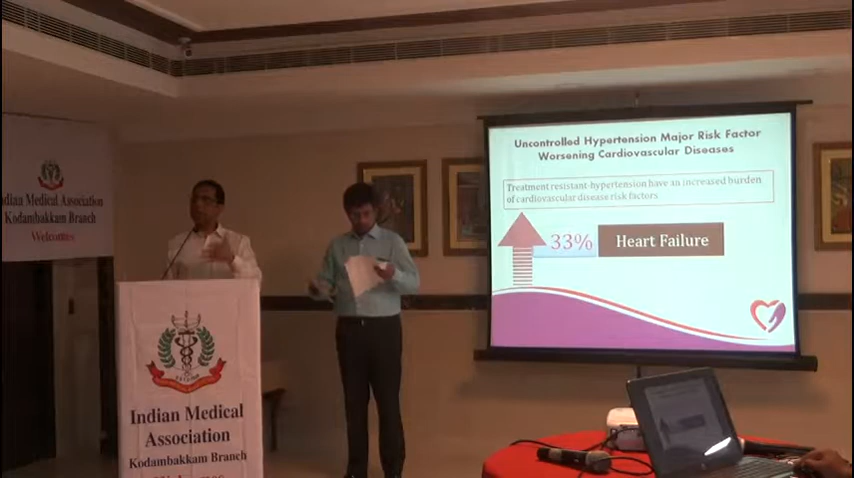 Indian Medical Association
Kodambakkam Branch
Welcomes
Uncontrolled Hypertension Major Risk Factor
Worsening Cardiovascular Diseases
Treatment resistant-hypertension have an increased burden
of cardiovascular disease risk factors
33%
Heart Failure
Indian Medical
Association
Kodambakkam Branch